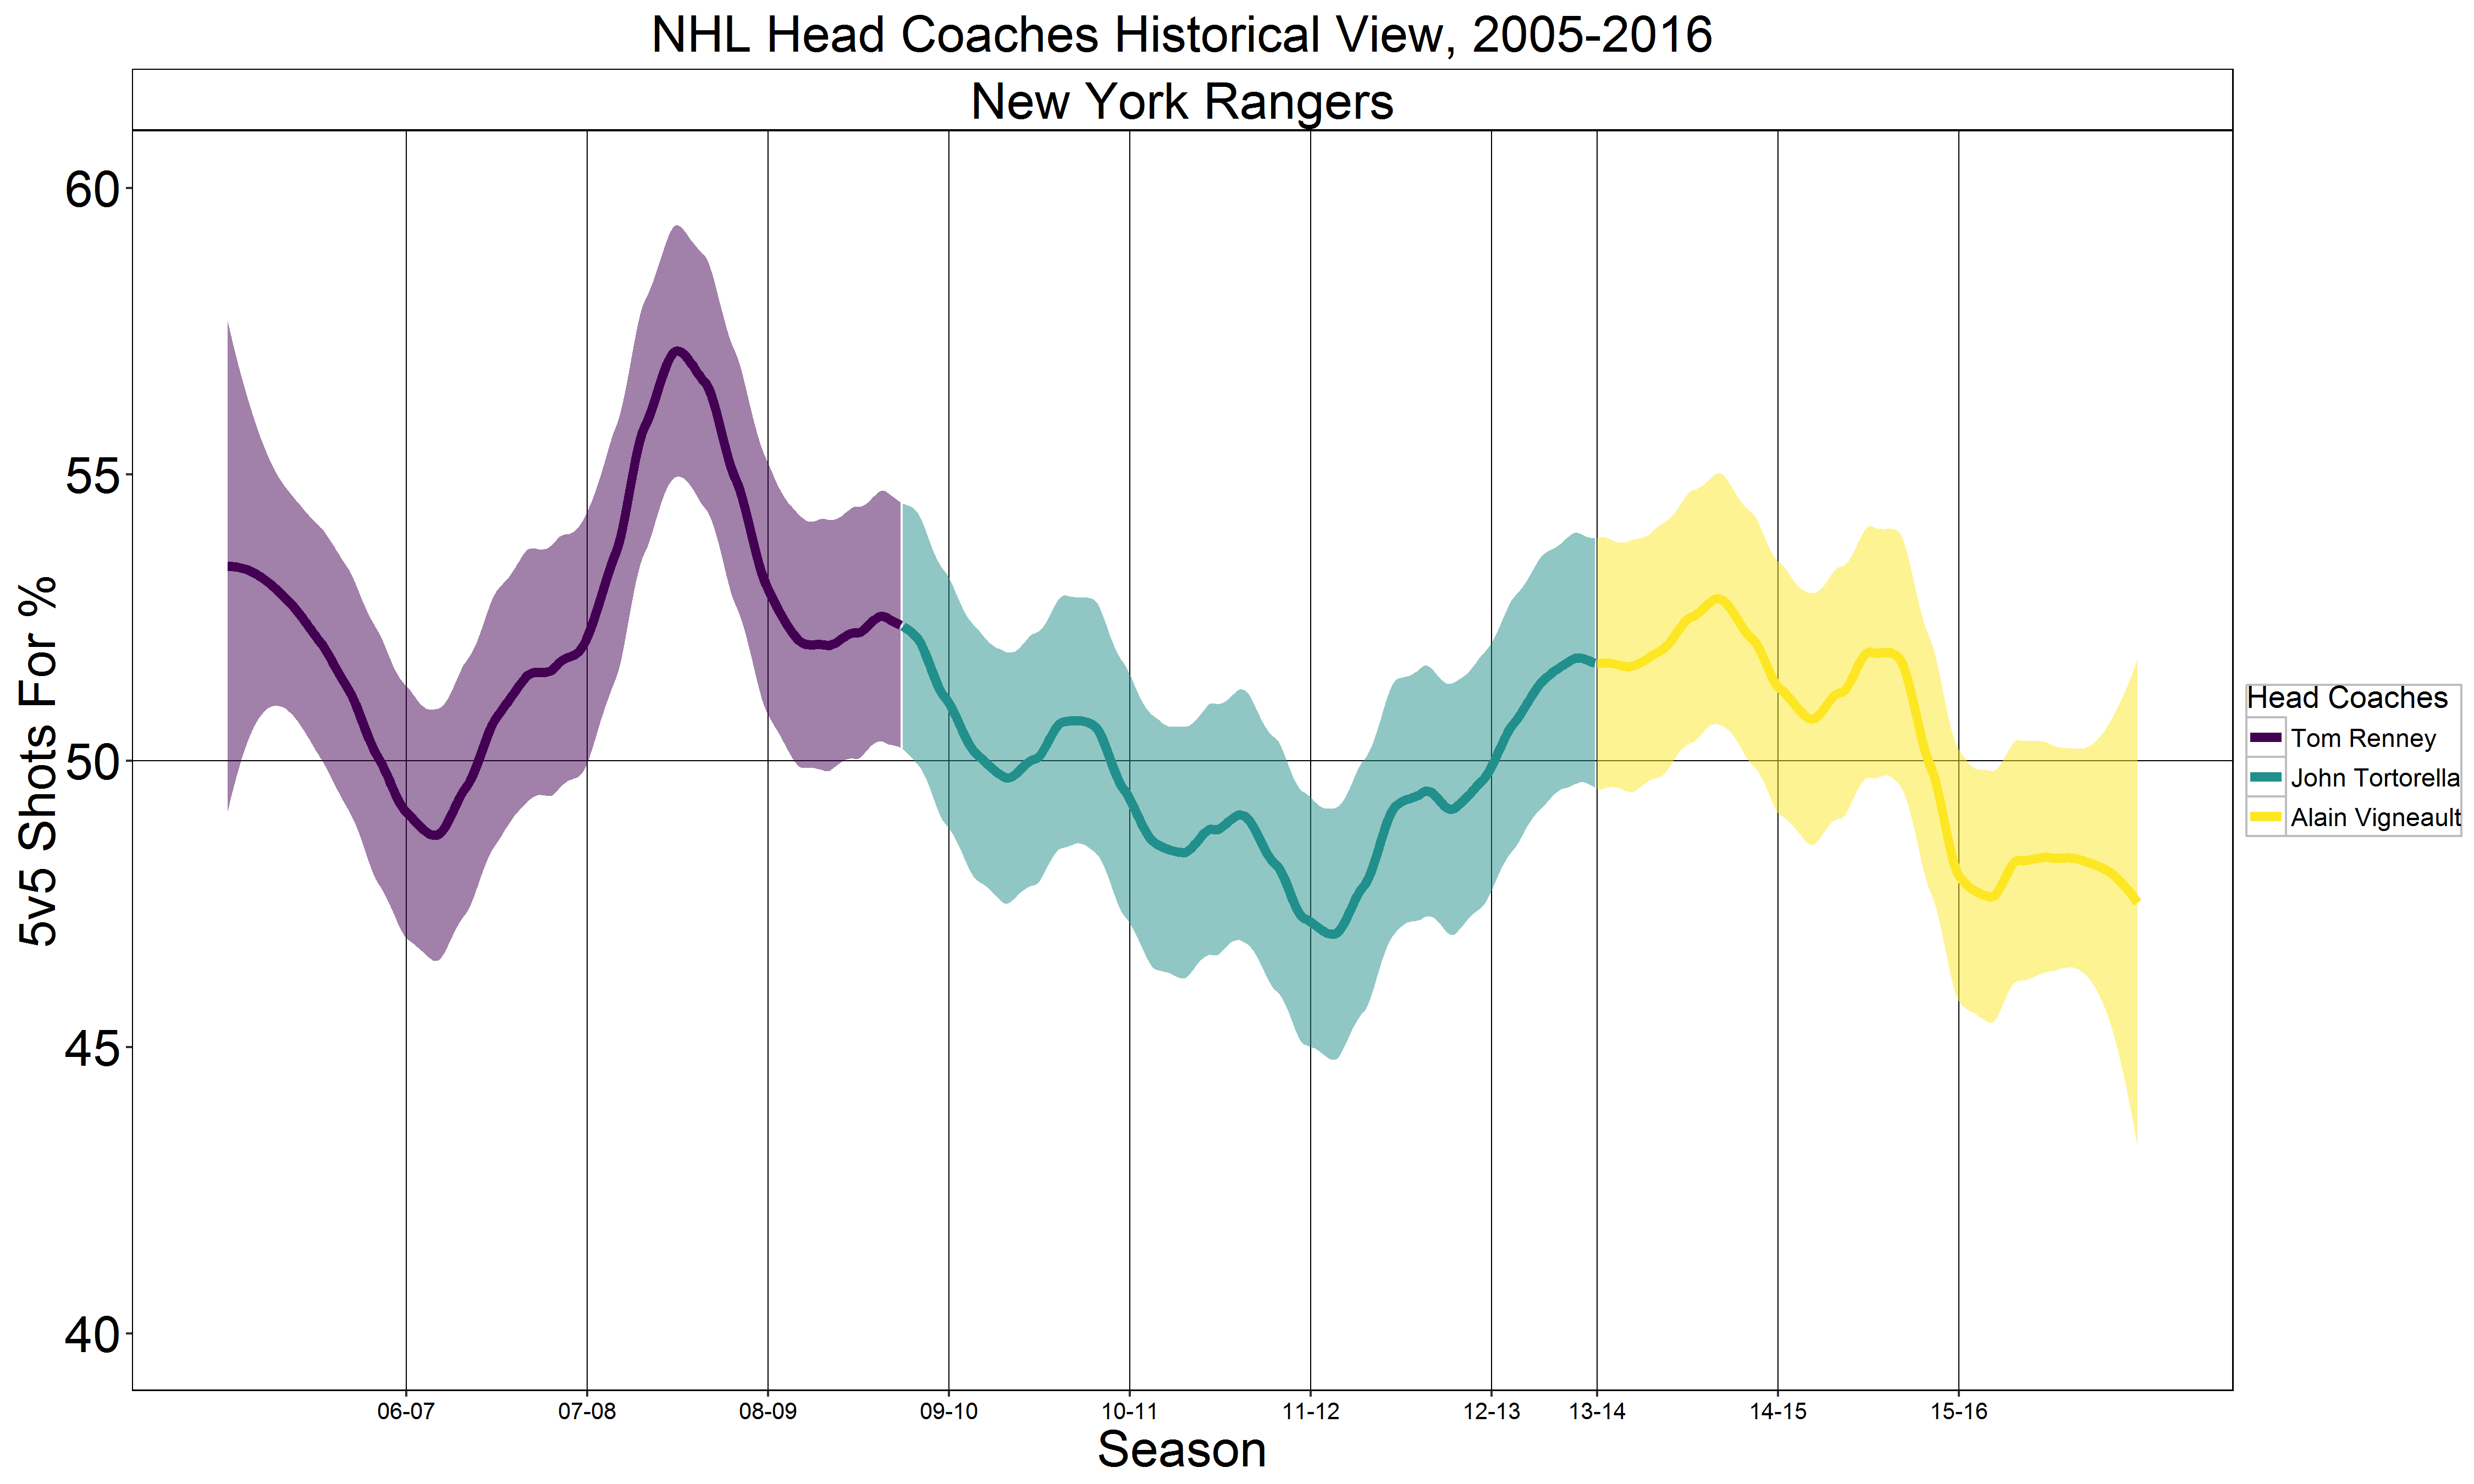 NHL Head Coaches Historical View, 2005-2016
New York Rangers
60
55
50
45
40
5v5 Shots For %
06-07 07-08 08-09 09-10 10-11 11-12 12-13 13-14 14-15 15-16
Season
Head Coaches
Tom Renney
John Tortorella
Alain Vigneault